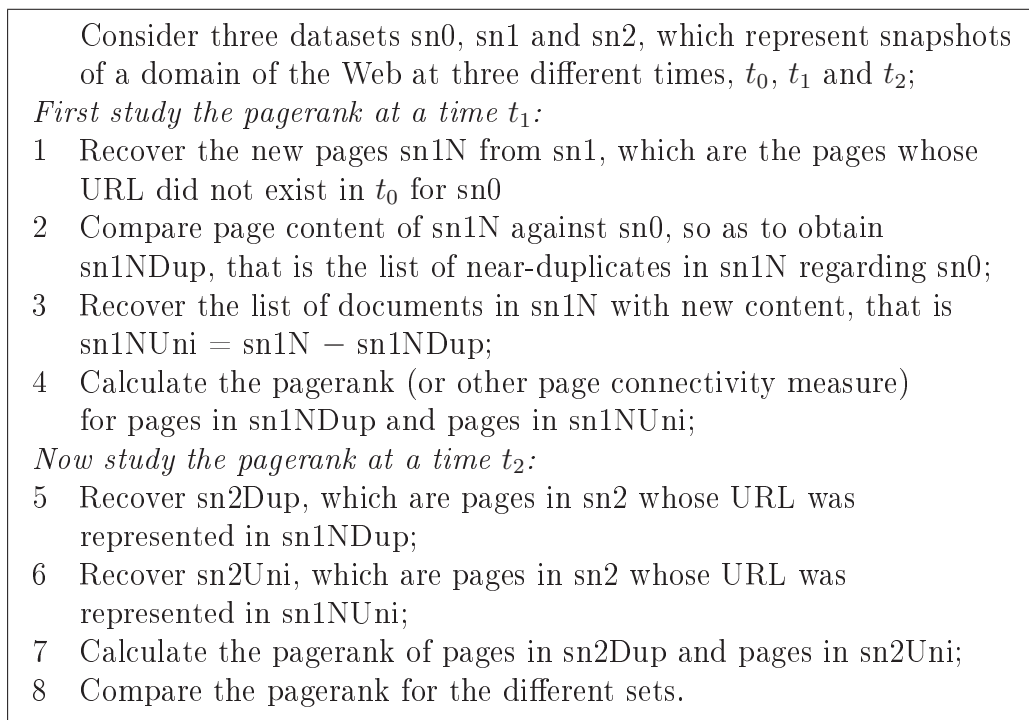 Consider three datasets sn0, sn1 and sn2, which represent snapshots
of a domain of the Web at three different times, t₀, t₁ and t₂;
First study the pagerank at a time t₁:
1 Recover the new pages sn1N from sn1, which are the pages whose
URL did not exist in t₀ for sn0
2 Compare page content of sn1N against sn0, so as to obtain
sn1NDup, that is the list of near-duplicates in sn1N regarding sn0;
3 Recover the list of documents in sn1N with new content, that is
sn1NUni = sn1N − sn1NDup;
4 Calculate the pagerank (or other page connectivity measure)
for pages in sn1NDup and pages in sn1NUni;
Now study the pagerank at a time t₂:
5 Recover sn2Dup, which are pages in sn2 whose URL was
represented in sn1NDup;
6 Recover sn2Uni, which are pages in sn2 whose URL was
represented in sn1NUni;
7 Calculate the pagerank of pages in sn2Dup and pages in sn2Uni;
8 Compare the pagerank for the different sets.